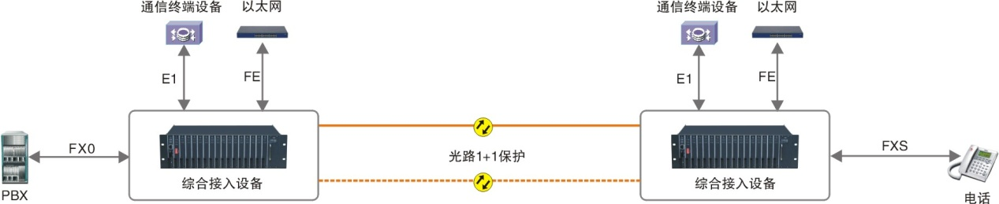 通信终端设备
以太网
通信终端设备
以太网
E1
FE
E1
FE
FX0
FXS
光路1+1保护
综合接入设备
综合接入设备
PBX
电话